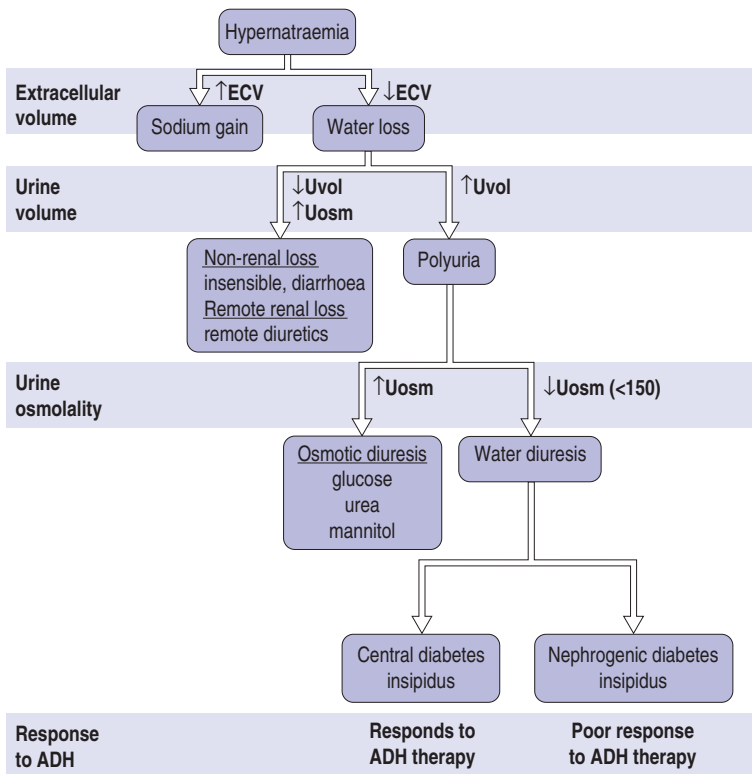 Hypernatraemia
Extracellular
volume
↑ECV
↓ECV
Sodium gain
Water loss
Urine
volume
↓Uvol
↑Uosm
↑Uvol
Non-renal loss
insensible, diarrhoea
Remote renal loss
remote diuretics
Polyuria
Urine
osmolality
↑Uosm
↓Uosm (<150)
Osmotic diuresis
glucose
urea
mannitol
Water diuresis
Central diabetes
insipidus
Nephrogenic diabetes
insipidus
Response
to ADH
Responds to
ADH therapy
Poor response
to ADH therapy